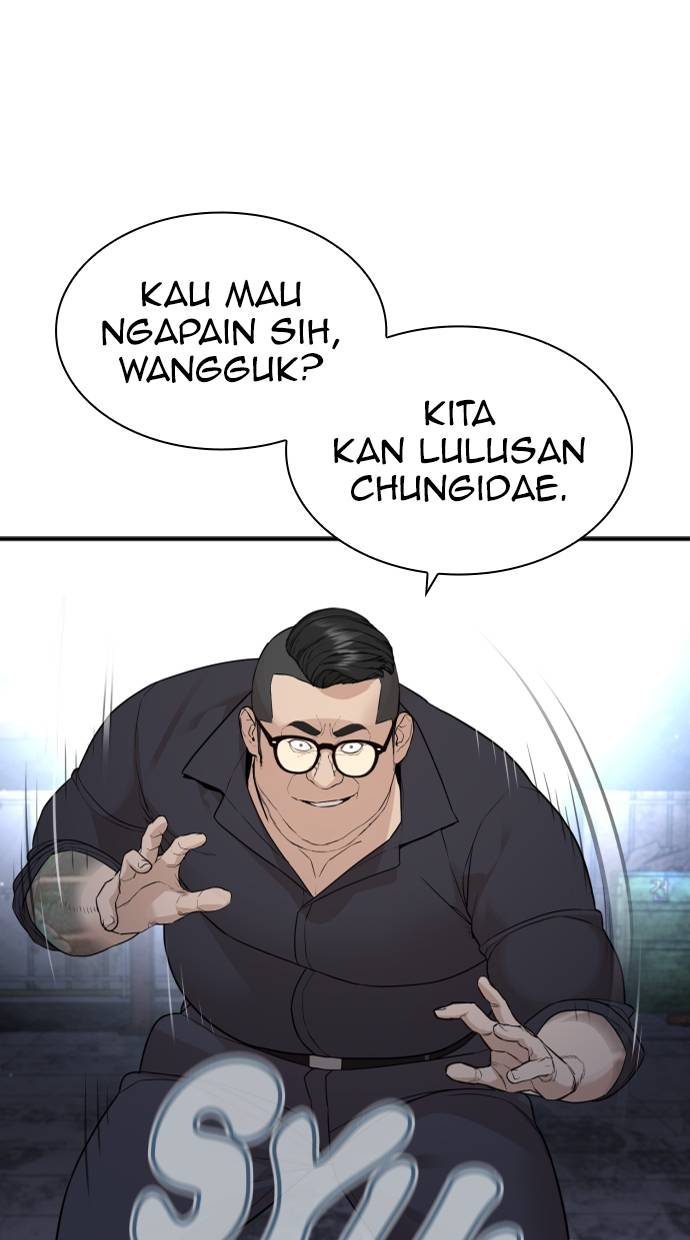 KAU MAU
NGAPAIN SIH,
WANGGUK?
KITA
KAN LULUSAN
CHUNGIDAE.